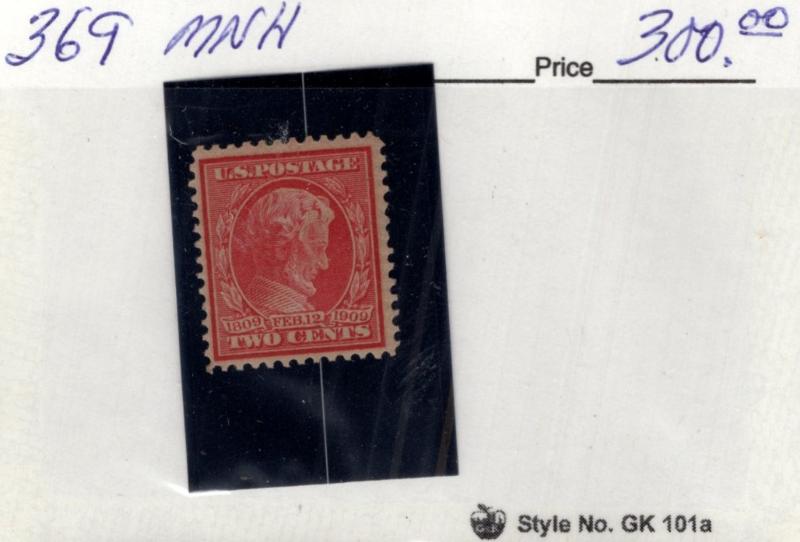 369 MNH
Price 300.00
U.S. POSTAGE
1809 FEB. 12 1909
TWO CENTS
Style No. GK 101a